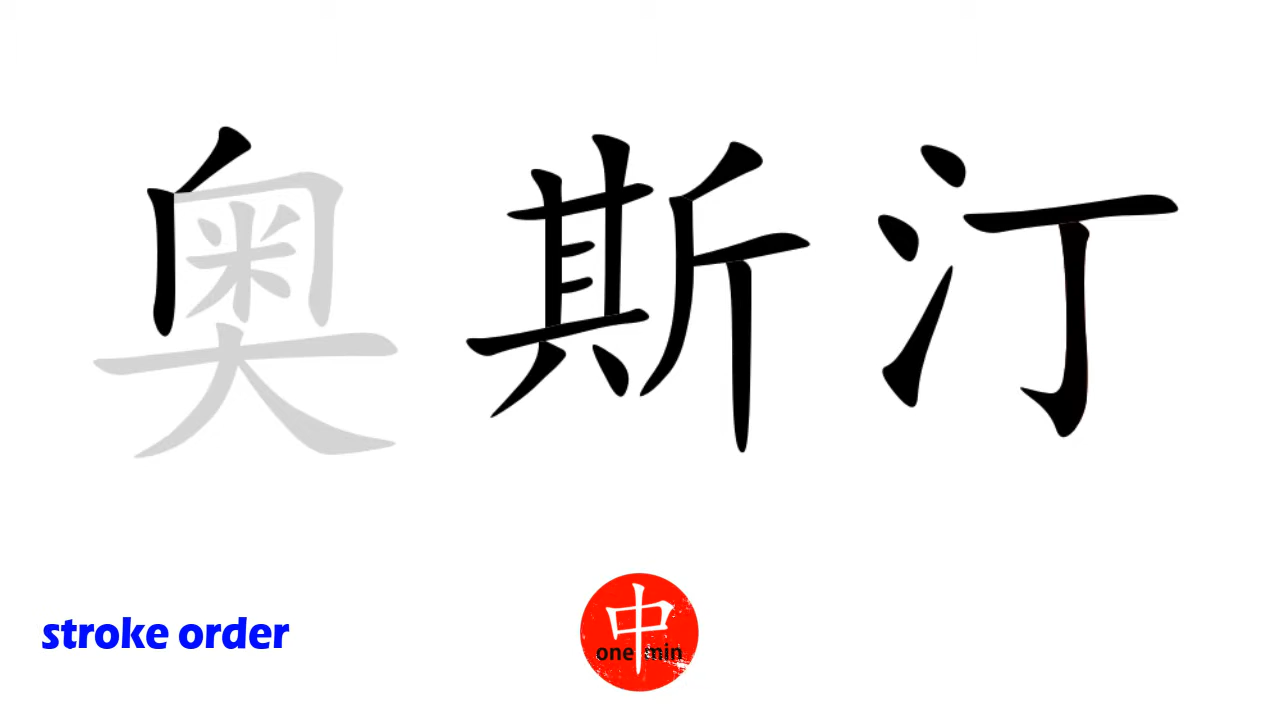 奥斯汀
stroke order
中
one min